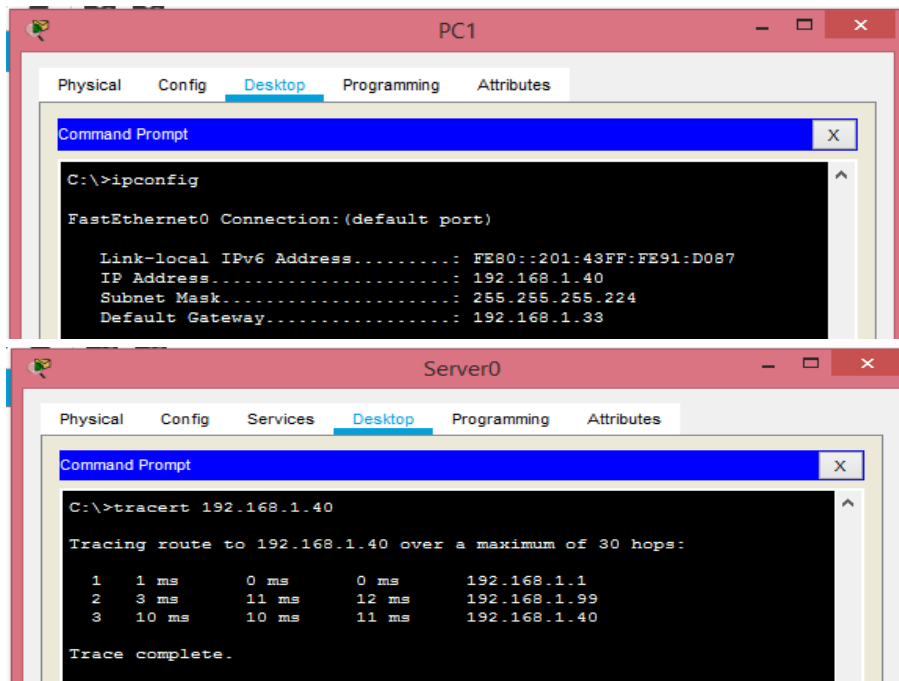 PC1
Physical Config Desktop Programming Attributes
Command Prompt X
C:\>ipconfig
FastEthernet0 Connection:(default port)
Link-local IPv6 Address.........: FE80::201:43FF:FE91:D087
IP Address......................: 192.168.1.40
Subnet Mask.....................: 255.255.255.224
Default Gateway.................: 192.168.1.33
Server0
Physical Config Services Desktop Programming Attributes
Command Prompt X
C:\>tracert 192.168.1.40
Tracing route to 192.168.1.40 over a maximum of 30 hops:
1 1 ms 0 ms 0 ms 192.168.1.1
2 3 ms 11 ms 12 ms 192.168.1.99
3 10 ms 10 ms 11 ms 192.168.1.40
Trace complete.